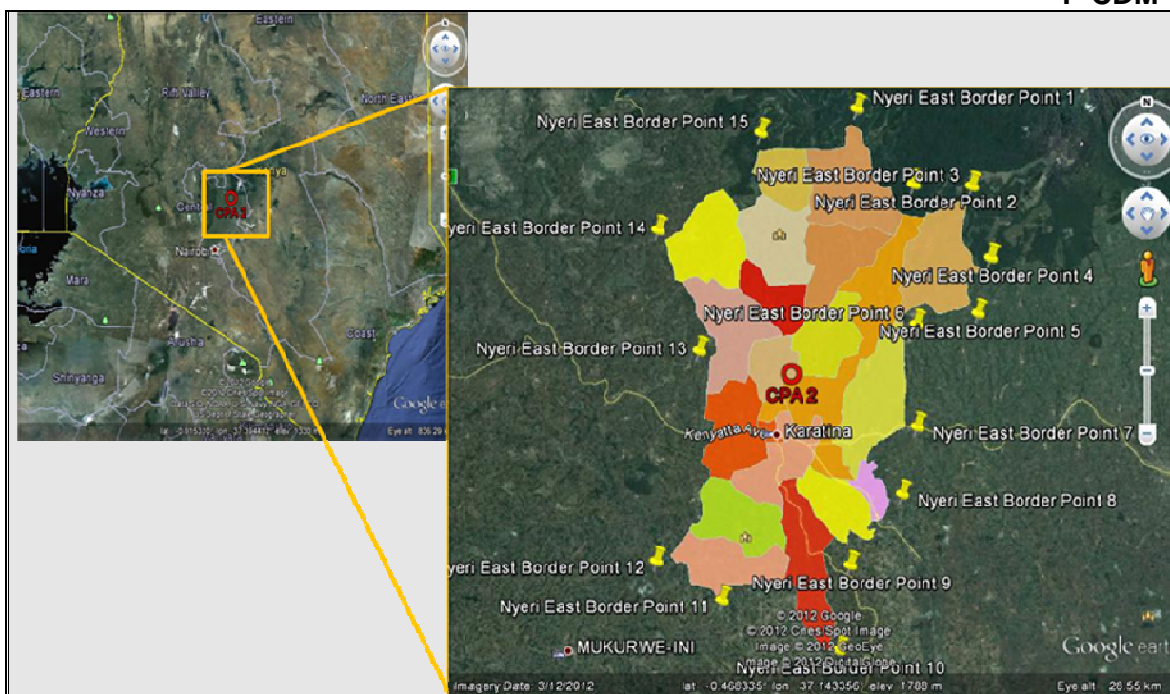 Eastern
Rift Valley
Eastern
North East
Western
Nyanza
Central
CPA 2
Nairobi
Mara
Coast
Arusha
Shinyanga
Google
Nyeri East Border Point 1
Nyeri East Border Point 15
Nyeri East Border Point 3
Nyeri East Border Point 2
yeri East Border Point 14
Nyeri East Border Point 4
Nyeri East Border Point 6
Nyeri East Border Point 5
Nyeri East Border Point 13
CPA 2
Kenyatta Ave
Karatina
Nyeri East Border Point 7
Nyeri East Border Point 8
yeri East Border Point 12
Nyeri East Border Point 9
Nyeri East Border Point 11
© 2012 Google
© 2012 Cnes/Spot Image
Image © 2012 GeoEye
Image © 2012 DigitalGlobe
MUKURWE-INI
Google eart
Nyeri East Border Point 10
Imagery Date: 3/12/2012
lat -0.468335° lon 37.143356° elev 1788 m
Eye alt 28.55 km